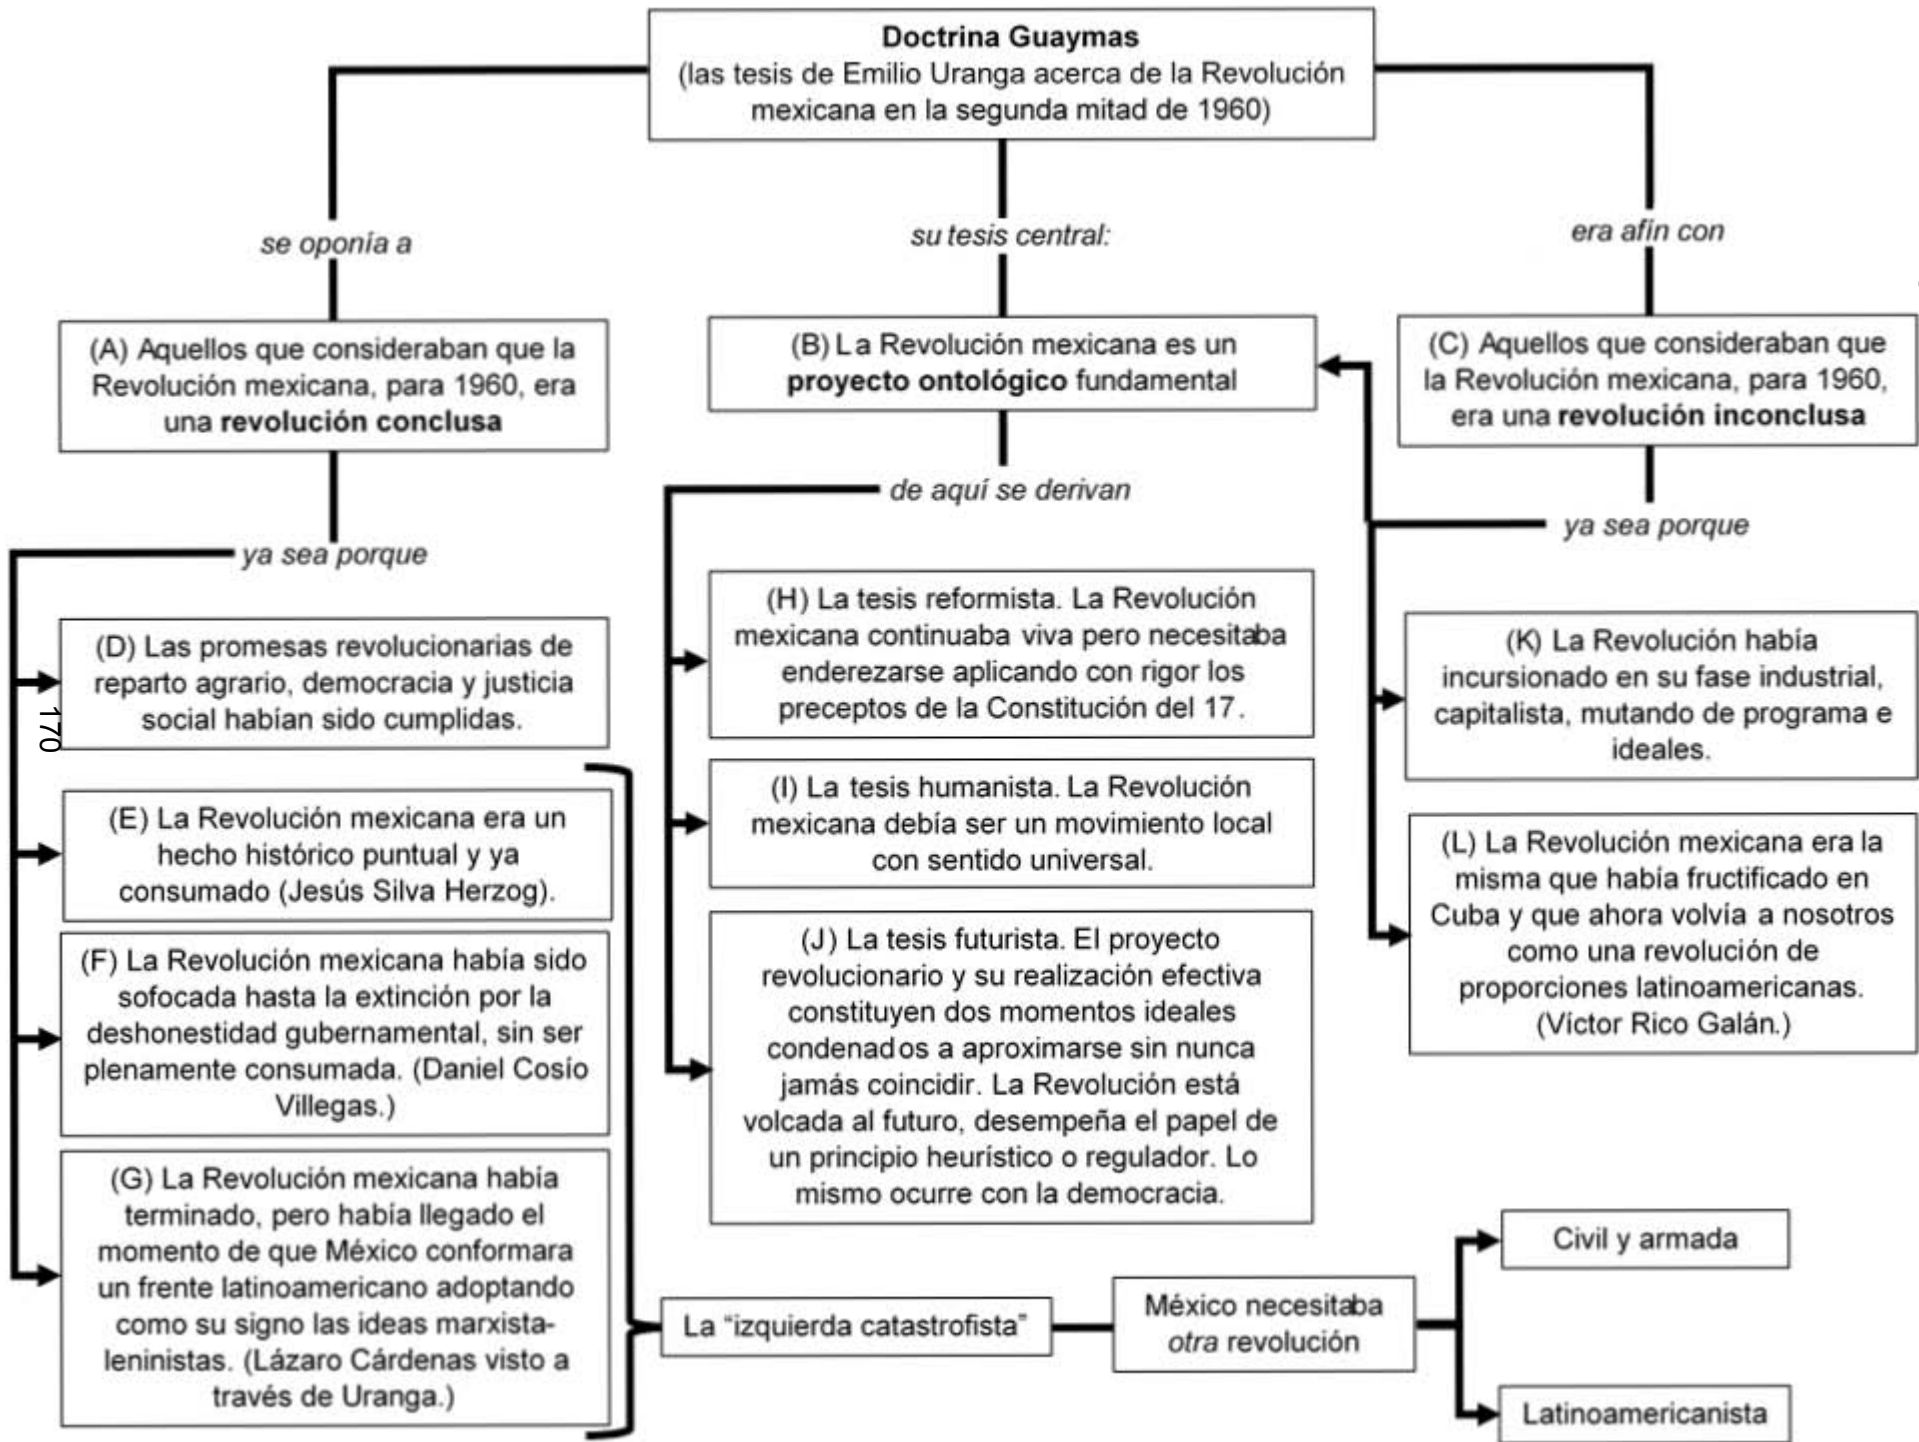 Doctrina Guaymas
(las tesis de Emilio Uranga acerca de la Revolución
mexicana en la segunda mitad de 1960)
se oponía a
su tesis central:
era afín con
(A) Aquellos que consideraban que la
Revolución mexicana, para 1960, era
una revolución conclusa
(B) La Revolución mexicana es un
proyecto ontológico fundamental
(C) Aquellos que consideraban que
la Revolución mexicana, para 1960,
era una revolución inconclusa
ya sea porque
de aquí se derivan
ya sea porque
(D) Las promesas revolucionarias de
reparto agrario, democracia y justicia
social habían sido cumplidas.
170
(E) La Revolución mexicana era un
hecho histórico puntual y ya
consumado (Jesús Silva Herzog).
(F) La Revolución mexicana había sido
sofocada hasta la extinción por la
deshonestidad gubernamental, sin ser
plenamente consumada. (Daniel Cosío
Villegas.)
(G) La Revolución mexicana había
terminado, pero había llegado el
momento de que México conformara
un frente latinoamericano adoptando
como su signo las ideas marxista-
leninistas. (Lázaro Cárdenas visto a
través de Uranga.)
(H) La tesis reformista. La Revolución
mexicana continuaba viva pero necesitaba
enderezarse aplicando con rigor los
preceptos de la Constitución del 17.
(I) La tesis humanista. La Revolución
mexicana debía ser un movimiento local
con sentido universal.
(J) La tesis futurista. El proyecto
revolucionario y su realización efectiva
constituyen dos momentos ideales
condenados a aproximarse sin nunca
jamás coincidir. La Revolución está
volcada al futuro, desempeña el papel de
un principio heurístico o regulador. Lo
mismo ocurre con la democracia.
(K) La Revolución había
incursionado en su fase industrial,
capitalista, mutando de programa e
ideales.
(L) La Revolución mexicana era la
misma que había fructificado en
Cuba y que ahora volvía a nosotros
como una revolución de
proporciones latinoamericanas.
(Víctor Rico Galán.)
La “izquierda catastrofista”
México necesitaba
otra revolución
Civil y armada
Latinoamericanista